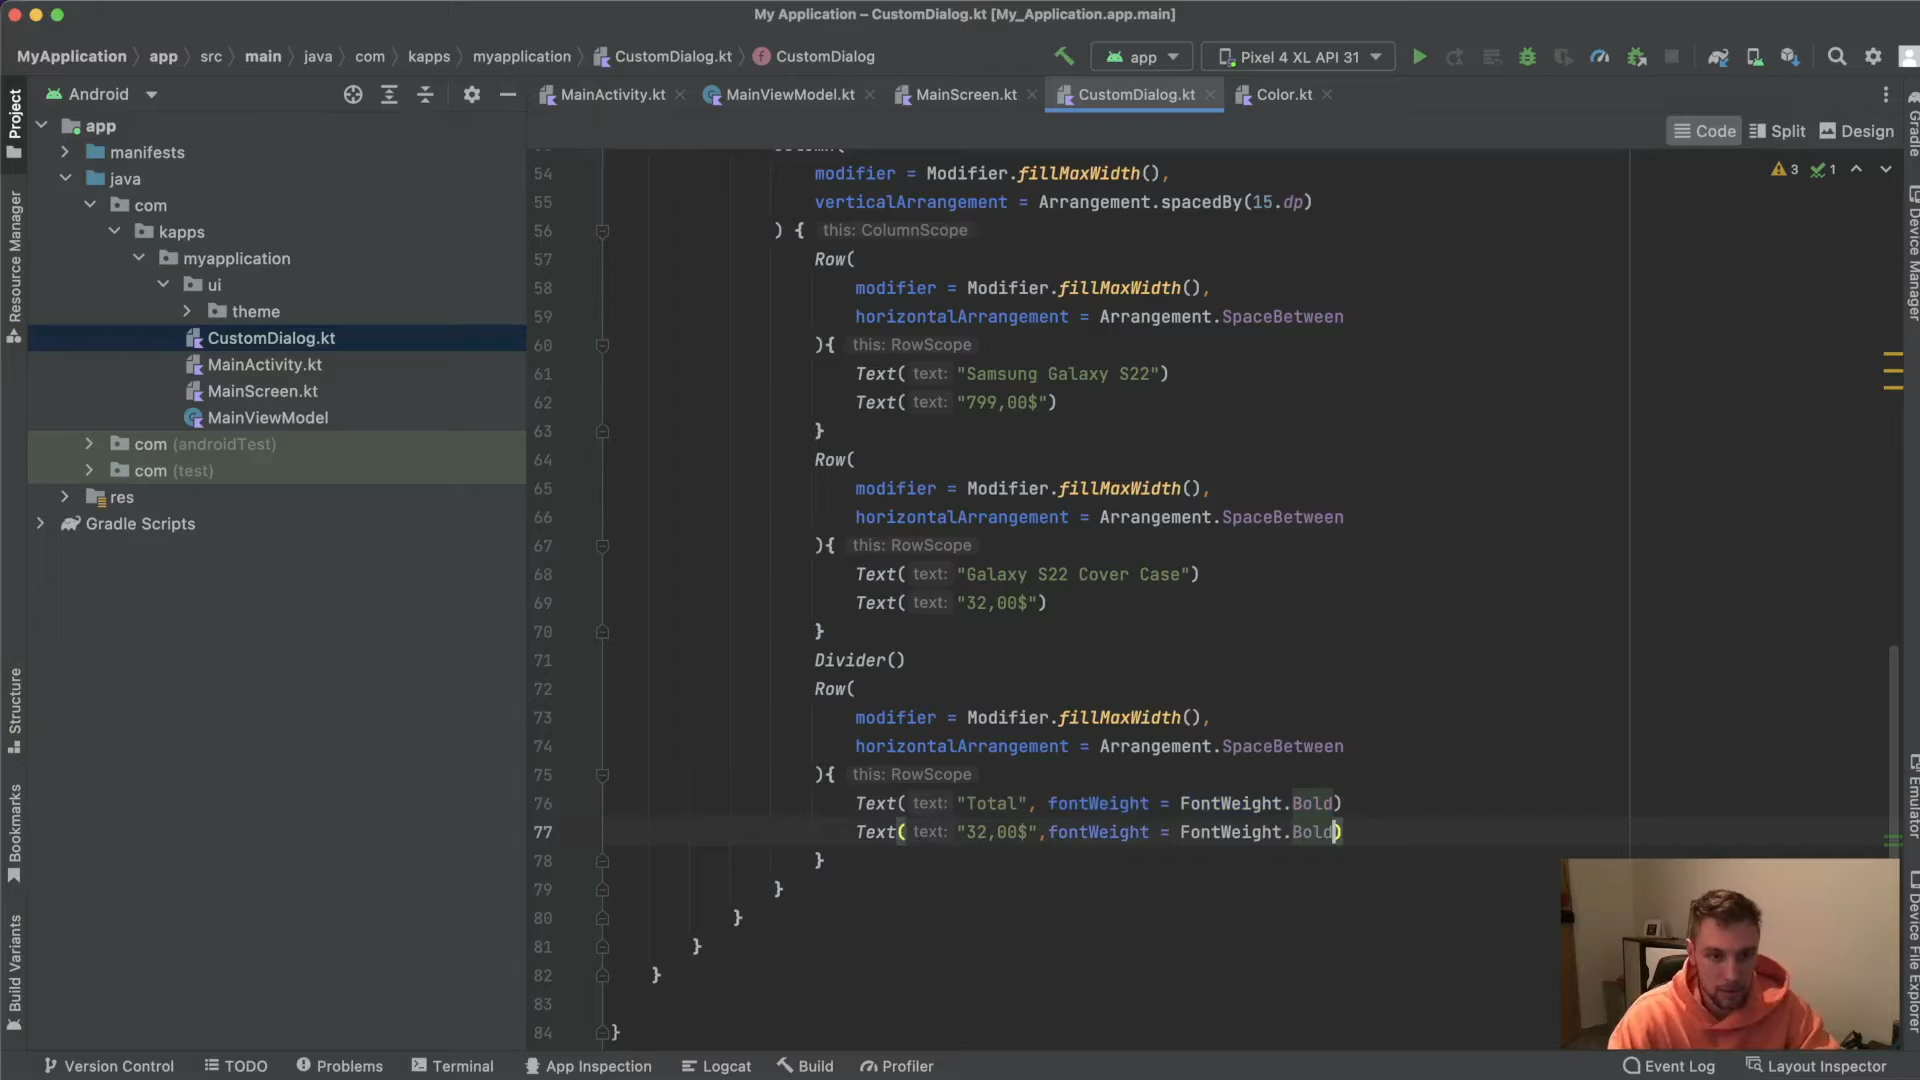 My Application – CustomDialog.kt [My_Application.app.main]
MyApplication app src main java com kapps myapplication CustomDialog.kt CustomDialog
app Pixel 4 XL API 31
Android
MainActivity.kt MainViewModel.kt MainScreen.kt CustomDialog.kt Color.kt
Code Split Design
3 1
Project
Resource Manager
Structure
Bookmarks
Build Variants
app
manifests
java
com
kapps
myapplication
ui
theme
CustomDialog.kt
MainActivity.kt
MainScreen.kt
MainViewModel
com (androidTest)
com (test)
res
Gradle Scripts
54 modifier = Modifier.fillMaxWidth(),
55 verticalArrangement = Arrangement.spacedBy(15.dp)
56 ) { this: ColumnScope
57 Row(
58 modifier = Modifier.fillMaxWidth(),
59 horizontalArrangement = Arrangement.SpaceBetween
60 ){ this: RowScope
61 Text( text: "Samsung Galaxy S22")
62 Text( text: "799,00$")
63 }
64 Row(
65 modifier = Modifier.fillMaxWidth(),
66 horizontalArrangement = Arrangement.SpaceBetween
67 ){ this: RowScope
68 Text( text: "Galaxy S22 Cover Case")
69 Text( text: "32,00$")
70 }
71 Divider()
72 Row(
73 modifier = Modifier.fillMaxWidth(),
74 horizontalArrangement = Arrangement.SpaceBetween
75 ){ this: RowScope
76 Text( text: "Total", fontWeight = FontWeight.Bold)
77 Text( text: "32,00$",fontWeight = FontWeight.Bold)
78 }
79 }
80 }
81 }
82 }
83
84 }
Gradle
Device Manager
Emulator
Device File Explorer
Version Control TODO Problems Terminal App Inspection Logcat Build Profiler Event Log Layout Inspector